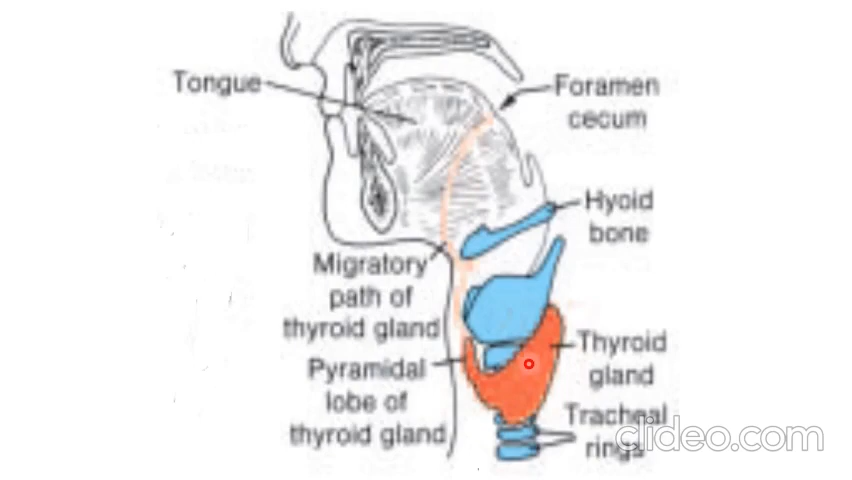 Tongue
Foramen
cecum
Hyoid
bone
Migratory
path of
thyroid gland
Thyroid
gland
Pyramidal
lobe of
thyroid gland
Tracheal
rings
clideo.com